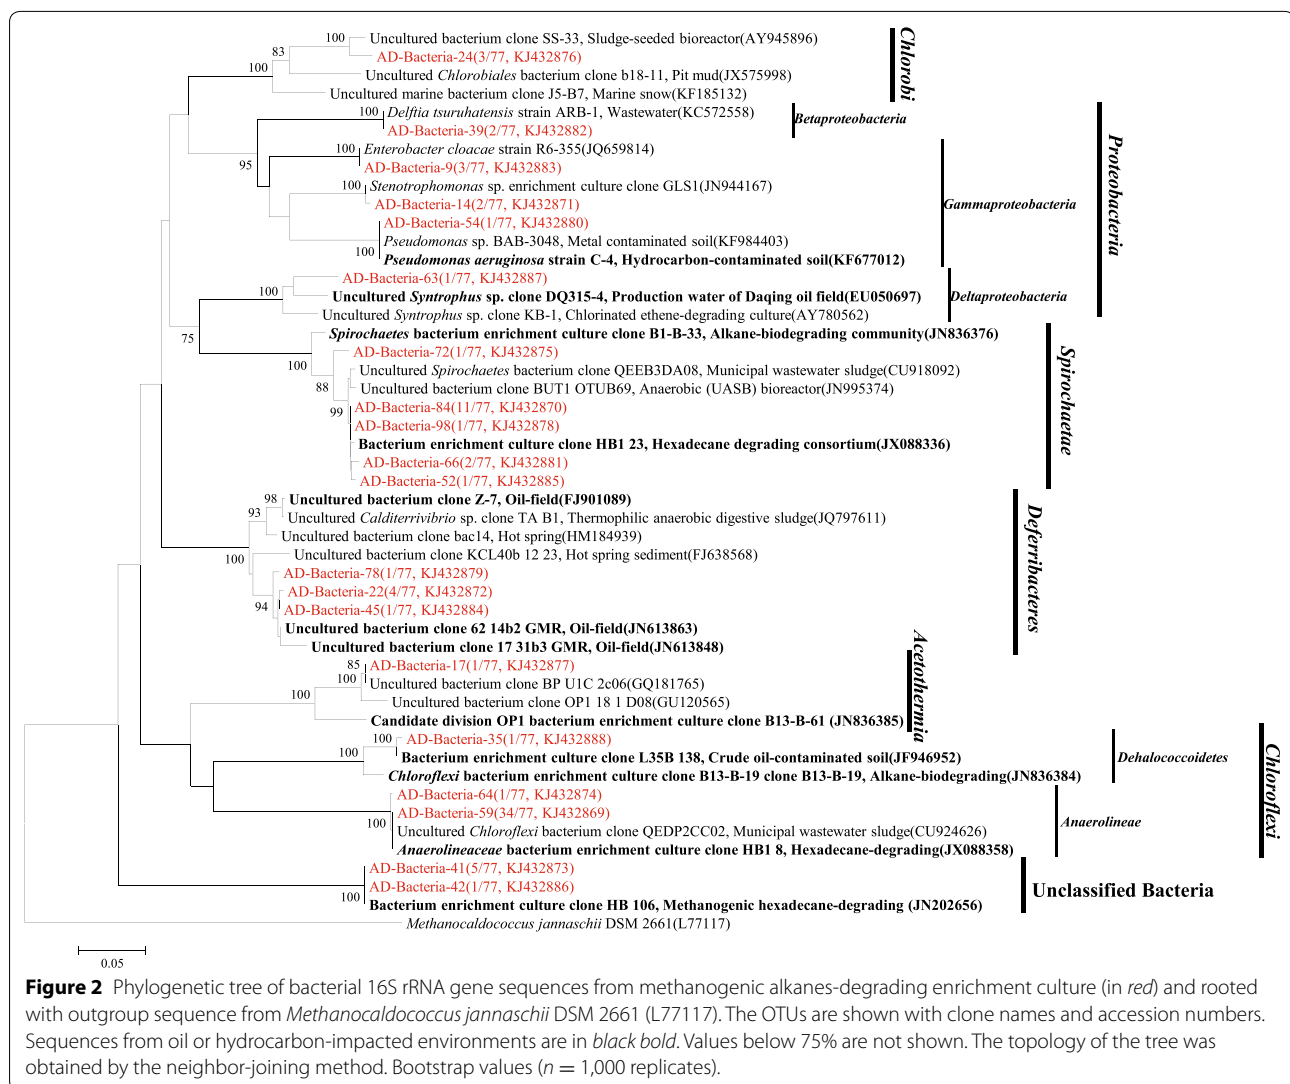 100
Uncultured bacterium clone SS-33, Sludge-seeded bioreactor(AY945896)
83
AD-Bacteria-24(3/77, KJ432876)
100
Uncultured Chlorobiales bacterium clone b18-11, Pit mud(JX575998)
Uncultured marine bacterium clone J5-B7, Marine snow(KF185132)
Chlorobi
100
Delftia tsuruhatensis strain ARB-1, Wastewater(KC572558)
AD-Bacteria-39(2/77, KJ432882)
Betaproteobacteria
95
100
Enterobacter cloacae strain R6-355(JQ659814)
AD-Bacteria-9(3/77, KJ432883)
100
Stenotrophomonas sp. enrichment culture clone GLS1(JN944167)
AD-Bacteria-14(2/77, KJ432871)
AD-Bacteria-54(1/77, KJ432880)
Pseudomonas sp. BAB-3048, Metal contaminated soil(KF984403)
100
Pseudomonas aeruginosa strain C-4, Hydrocarbon-contaminated soil(KF677012)
Gammaproteobacteria
AD-Bacteria-63(1/77, KJ432887)
100
Uncultured Syntrophus sp. clone DQ315-4, Production water of Daqing oil field(EU050697)
Uncultured Syntrophus sp. clone KB-1, Chlorinated ethene-degrading culture(AY780562)
Deltaproteobacteria
Proteobacteria
75
Spirochaetes bacterium enrichment culture clone B1-B-33, Alkane-biodegrading community(JN836376)
100
AD-Bacteria-72(1/77, KJ432875)
Uncultured Spirochaetes bacterium clone QEEB3DA08, Municipal wastewater sludge(CU918092)
88
Uncultured bacterium clone BUT1 OTUB69, Anaerobic (UASB) bioreactor(JN995374)
99
AD-Bacteria-84(11/77, KJ432870)
AD-Bacteria-98(1/77, KJ432878)
Bacterium enrichment culture clone HB1 23, Hexadecane degrading consortium(JX088336)
AD-Bacteria-66(2/77, KJ432881)
AD-Bacteria-52(1/77, KJ432885)
Spirochaetae
98
Uncultured bacterium clone Z-7, Oil-field(FJ901089)
93
Uncultured Calditerrivibrio sp. clone TA B1, Thermophilic anaerobic digestive sludge(JQ797611)
Uncultured bacterium clone bac14, Hot spring(HM184939)
100
Uncultured bacterium clone KCL40b 12 23, Hot spring sediment(FJ638568)
AD-Bacteria-78(1/77, KJ432879)
AD-Bacteria-22(4/77, KJ432872)
94
AD-Bacteria-45(1/77, KJ432884)
Uncultured bacterium clone 62 14b2 GMR, Oil-field(JN613863)
Uncultured bacterium clone 17 31b3 GMR, Oil-field(JN613848)
Deferribacteres
85
AD-Bacteria-17(1/77, KJ432877)
100
Uncultured bacterium clone BP U1C 2c06(GQ181765)
100
Uncultured bacterium clone OP1 18 1 D08(GU120565)
Candidate division OP1 bacterium enrichment culture clone B13-B-61 (JN836385)
Acetothermia
100
AD-Bacteria-35(1/77, KJ432888)
100
Bacterium enrichment culture clone L35B 138, Crude oil-contaminated soil(JF946952)
Chloroflexi bacterium enrichment culture clone B13-B-19 clone B13-B-19, Alkane-biodegrading(JN836384)
Dehalococcoidetes
AD-Bacteria-64(1/77, KJ432874)
AD-Bacteria-59(34/77, KJ432869)
100
Uncultured Chloroflexi bacterium clone QEDP2CC02, Municipal wastewater sludge(CU924626)
Anaerolineaceae bacterium enrichment culture clone HB1 8, Hexadecane-degrading(JX088358)
Anaerolineae
Chloroflexi
AD-Bacteria-41(5/77, KJ432873)
AD-Bacteria-42(1/77, KJ432886)
100
Bacterium enrichment culture clone HB 106, Methanogenic hexadecane-degrading (JN202656)
Unclassified Bacteria
Methanocaldococcus jannaschii DSM 2661(L77117)
0.05
Figure 2 Phylogenetic tree of bacterial 16S rRNA gene sequences from methanogenic alkanes-degrading enrichment culture (in red) and rooted
with outgroup sequence from Methanocaldococcus jannaschii DSM 2661 (L77117). The OTUs are shown with clone names and accession numbers.
Sequences from oil or hydrocarbon-impacted environments are in black bold. Values below 75% are not shown. The topology of the tree was
obtained by the neighbor-joining method. Bootstrap values (n = 1,000 replicates).